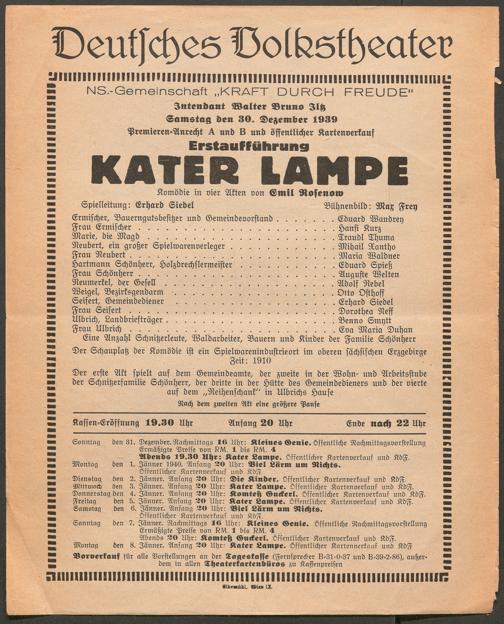 Deutsches Volkstheater
NS.-Gemeinschaft „KRAFT DURCH FREUDE"
Intendant Walter Bruno Iltz
Samstag den 30. Dezember 1939
Premieren-Anrecht A und B und öffentlicher Kartenverkauf
Erstaufführung
KATER LAMPE
Komödie in vier Akten von Emil Rosenow
Spielleitung: Erhard Siedel Bühnenbild: Max Frey
Ermischer, Bauerngutsbesitzer und Gemeindevorstand . . . . . . . Eduard Wandrey
Frau Ermischer . . . . . . . Hansi Kurz
Marie, die Magd . . . . . . . Traudl Thuma
Neubert, ein großer Spielwarenverleger . . . . . . . Mihail Xantho
Frau Neubert . . . . . . . Maria Waldner
Hartmann Schönherr, Holzdrechslermeister . . . . . . . Eduard Spieß
Frau Schönherr . . . . . . . Auguste Welten
Neumerkel, der Gesell . . . . . . . Adolf Rebel
Weigel, Bezirksgendarm . . . . . . . Otto Osthoff
Seifert, Gemeindediener . . . . . . . Erhard Siedel
Frau Seifert . . . . . . . Dorothea Neff
Ulbrich, Landbriefträger . . . . . . . Benno Smytt
Frau Ulbrich . . . . . . . Eva Maria Duhan
Eine Anzahl Schnitzerleute, Waldarbeiter, Bauern und Kinder der Familie Schönherr
Der Schauplatz der Komödie ist ein Spielwarenindustrieort im oberen sächsischen Erzgebirge
Zeit: 1910
Der erste Akt spielt auf dem Gemeindeamte, der zweite in der Wohn- und Arbeitsstube
der Schnitzerfamilie Schönherr, der dritte in der Hütte des Gemeindedieners und der vierte
auf dem „Reihenschank" in Ulbrichs Hause
Nach dem zweiten Akt eine größere Pause
Kassen-Eröffnung 19.30 Uhr Anfang 20 Uhr Ende nach 22 Uhr
Sonntag den 31. Dezember. Nachmittags 16 Uhr: Kleines Genie. Öffentliche Nachmittagsvorstellung
Ermäßigte Preise von RM. 1 bis RM. 4
Abends 19.30 Uhr: Kater Lampe. Öffentlicher Kartenverkauf und KdF.
Montag den 1. Jänner 1940. Anfang 20 Uhr: Viel Lärm um Nichts.
Öffentlicher Kartenverkauf und KdF.
Dienstag den 2. Jänner. Anfang 20 Uhr: Die Kinder. Öffentlicher Kartenverkauf und KdF.
Mittwoch den 3. Jänner. Anfang 20 Uhr: Kater Lampe. Öffentlicher Kartenverkauf und KdF.
Donnerstag den 4. Jänner. Anfang 20 Uhr: Komteß Guckerl. Öffentlicher Kartenverkauf und KdF.
Freitag den 5. Jänner. Anfang 20 Uhr: Kater Lampe. Öffentlicher Kartenverkauf und KdF.
Samstag den 6. Jänner. Anfang 20 Uhr: Viel Lärm um Nichts.
Öffentlicher Kartenverkauf und KdF.
Sonntag den 7. Jänner. Nachmittags 16 Uhr: Kleines Genie. Öffentliche Nachmittagsvorstellung
Ermäßigte Preise von RM. 1 bis RM. 4
Abends 20 Uhr: Komteß Guckerl. Öffentlicher Kartenverkauf und KdF.
Montag den 8. Jänner. Anfang 20 Uhr: Kater Lampe. Öffentlicher Kartenverkauf und KdF.
Vorverkauf für alle Vorstellungen an der Tageskasse (Fernsprecher B-31-0-37 und B-39-2-86), außer-
dem in allen Theaterkartenbüros zu Kassenpreisen
Elbemühl, Wien IX.